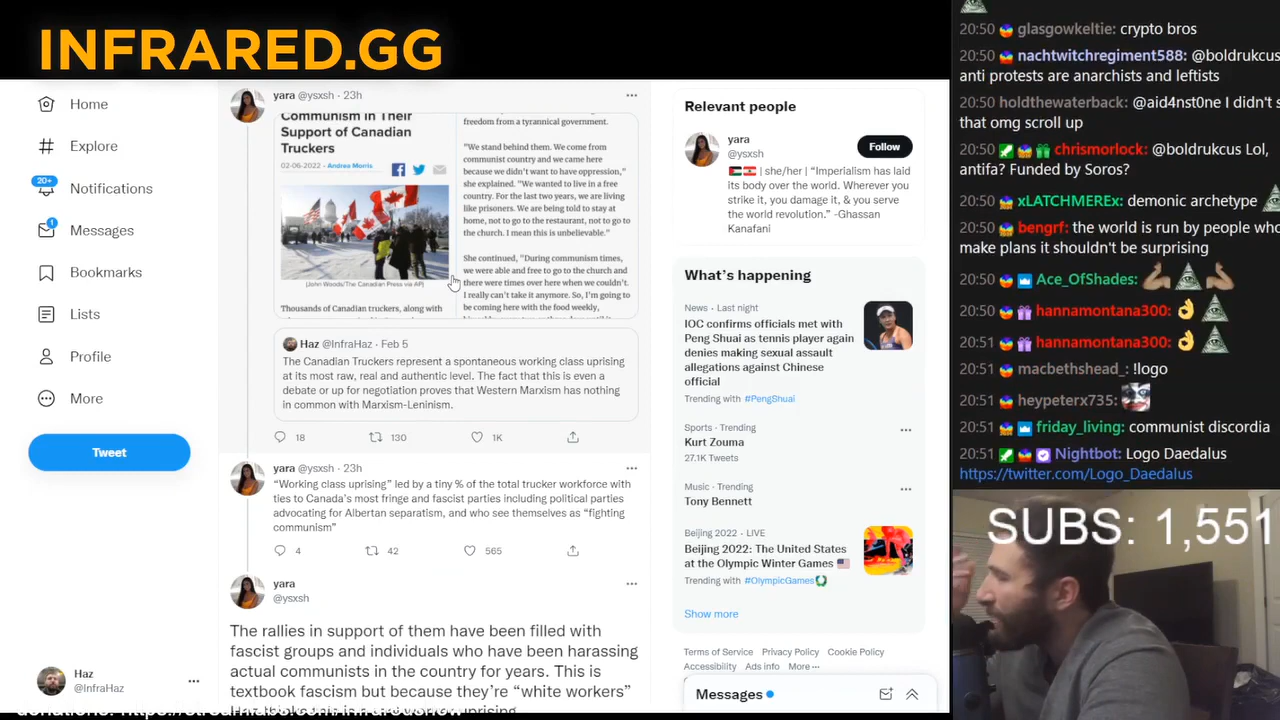 INFRARED.GG
Home
Explore
20+
Notifications
1
Messages
Bookmarks
Lists
Profile
More
Tweet
Haz
@InfraHaz
yara @ysxsh · 23h
Communism in Their
Support of Canadian
Truckers
02-06-2022 - Andrea Morris
(John Woods/The Canadian Press via AP)
Thousands of Canadian truckers, along with
freedom from a tyrannical government.
"We stand behind them. We come from
communist country and we came here
because we didn't want to have oppression,"
she explained. "We wanted to live in a free
country. For the last two years, we are living
like prisoners. We are being told to stay at
home, not to go to the restaurant, not to go to
the church. I mean this is unbelievable."
She continued, "During communism times,
we were able and free to go to the church and
there were times over here when we couldn't.
I really can't take it anymore. So, I'm going to
be coming here with the food weekly,
Haz @InfraHaz · Feb 5
The Canadian Truckers represent a spontaneous working class uprising
at its most raw, real and authentic level. The fact that this is even a
debate or up for negotiation proves that Western Marxism has nothing
in common with Marxism-Leninism.
18 130 1K
yara @ysxsh · 23h
“Working class uprising” led by a tiny % of the total trucker workforce with
ties to Canada's most fringe and fascist parties including political parties
advocating for Albertan separatism, and who see themselves as “fighting
communism”
4 42 565
yara
@ysxsh
The rallies in support of them have been filled with
fascist groups and individuals who have been harassing
actual communists in the country for years. This is
textbook fascism but because they’re “white workers”
Relevant people
yara
@ysxsh
Follow
| she/her | “Imperialism has laid
its body over the world. Wherever you
strike it, you damage it, & you serve
the world revolution.” -Ghassan
Kanafani
What’s happening
News · Last night
IOC confirms officials met with
Peng Shuai as tennis player again
denies making sexual assault
allegations against Chinese
official
Trending with #PengShuai
Sports · Trending
Kurt Zouma
27.1K Tweets
Music · Trending
Tony Bennett
Beijing 2022 · LIVE
Beijing 2022: The United States
at the Olympic Winter Games
Trending with #OlympicGames
Show more
Terms of Service Privacy Policy Cookie Policy
Accessibility Ads info More ···
Messages
20:50 glasgowkeltie: crypto bros
20:50 nachtwitchregiment588: @boldrukcus
anti protests are anarchists and leftists
20:50 holdthewaterback: @aid4nst0ne I didn't s
that omg scroll up
20:50 chrismorlock: @boldrukcus Lol,
antifa? Funded by Soros?
20:50 xLATCHMEREx: demonic archetype
20:50 bengrf: the world is run by people who
make plans it shouldn't be surprising
20:50 Ace_OfShades:
20:51 hannamontana300:
20:51 hannamontana300:
20:51 macbethshead_: !logo
20:51 heypeterx735:
20:51 friday_living: communist discordia
20:51 Nightbot: Logo Daedalus
https://twitter.com/Logo_Daedalus
SUBS: 1,551